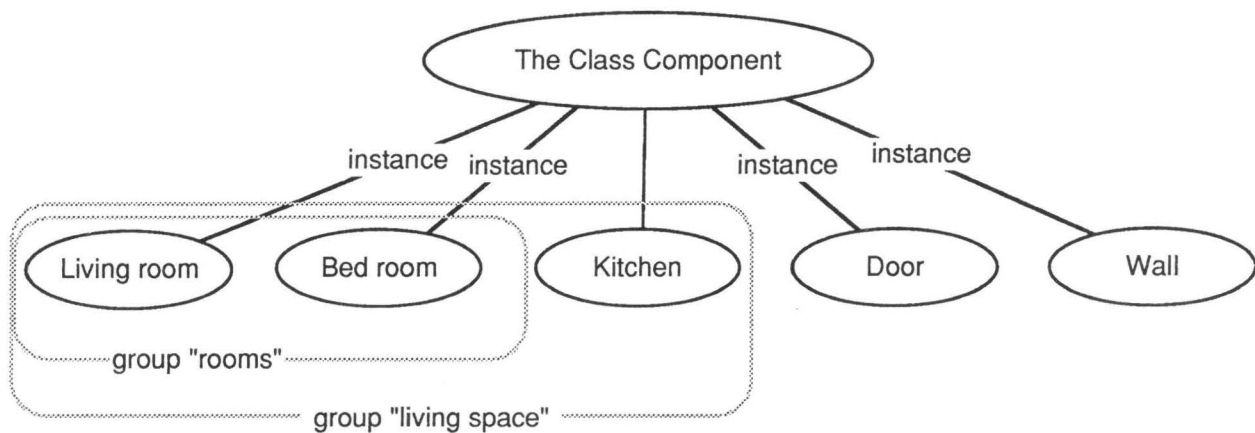 The Class Component
instance
instance
instance
instance
Living room
Bed room
Kitchen
Door
Wall
group "rooms"
group "living space"